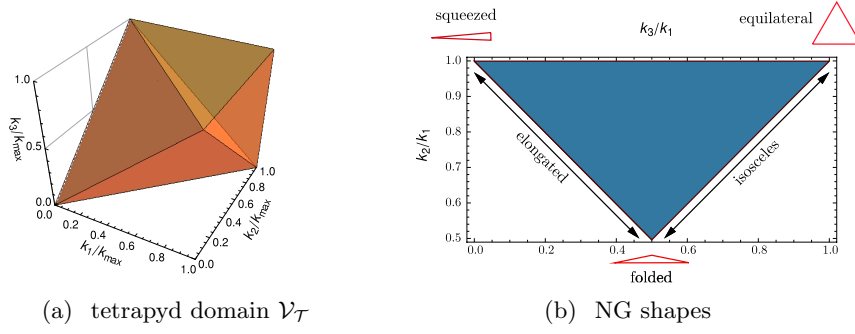 squeezed
k3/k1
equilateral
1.0
0.5
0.0
k3/kmax
0.0
0.2
0.4
0.6
0.8
1.0
k1/kmax
0.0
0.2
0.4
0.6
0.8
1.0
k2/kmax
1.0
0.9
0.8
0.7
0.6
0.5
k2/k1
elongated
isosceles
0.0
0.2
0.4
0.6
0.8
1.0
folded
(a) tetrapyd domain 𝒱𝒯
(b) NG shapes